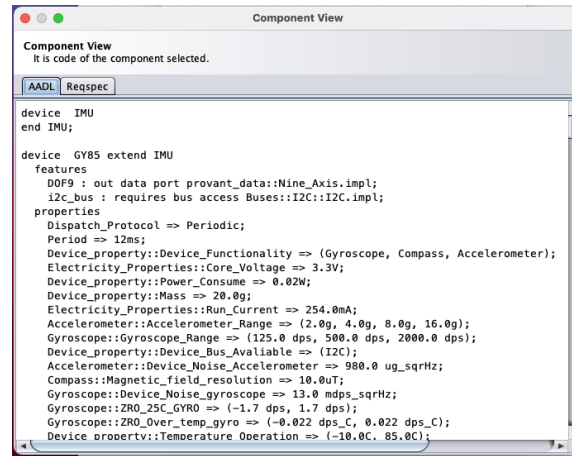 Component View
Component View
It is code of the component selected.
AADL Reqspec
device  IMU
end IMU;
device  GY85 extend IMU
features
DOF9 : out data port provant_data::Nine_Axis.impl;
i2c_bus : requires bus access Buses::I2C::I2C.impl;
properties
Dispatch_Protocol => Periodic;
Period => 12ms;
Device_property::Device_Functionality => (Gyroscope, Compass, Accelerometer);
Electricity_Properties::Core_Voltage => 3.3V;
Device_property::Power_Consume => 0.02W;
Device_property::Mass => 20.0g;
Electricity_Properties::Run_Current => 254.0mA;
Accelerometer::Accelerometer_Range => (2.0g, 4.0g, 8.0g, 16.0g);
Gyroscope::Gyroscope_Range => (125.0 dps, 500.0 dps, 2000.0 dps);
Device_property::Device_Bus_Avaliable => (I2C);
Accelerometer::Device_Noise_Accelerometer => 980.0 ug_sqrHz;
Compass::Magnetic_field_resolution => 10.0uT;
Gyroscope::Device_Noise_gyroscope => 13.0 mdps_sqrHz;
Gyroscope::ZRO_25C_GYRO => (-1.7 dps, 1.7 dps);
Gyroscope::ZRO_Over_temp_gyro => (-0.022 dps_C, 0.022 dps_C);
Device_property::Temperature_Operation => (-10.0C, 85.0C);